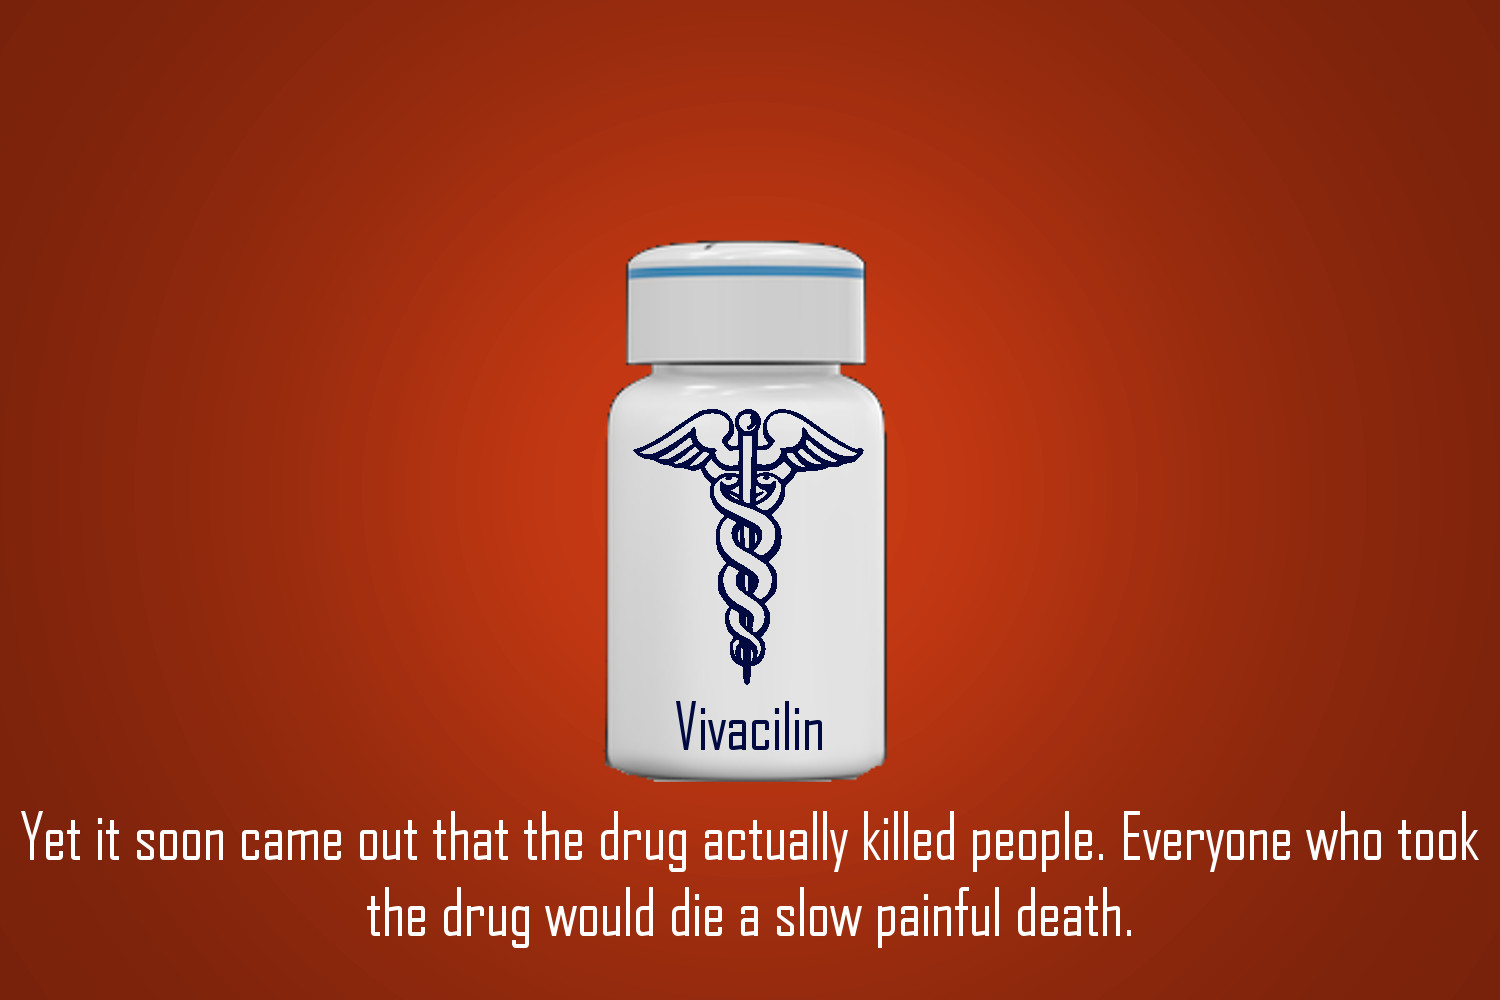 Vivacilin
Yet it soon came out that the drug actually killed people. Everyone who took
the drug would die a slow painful death.